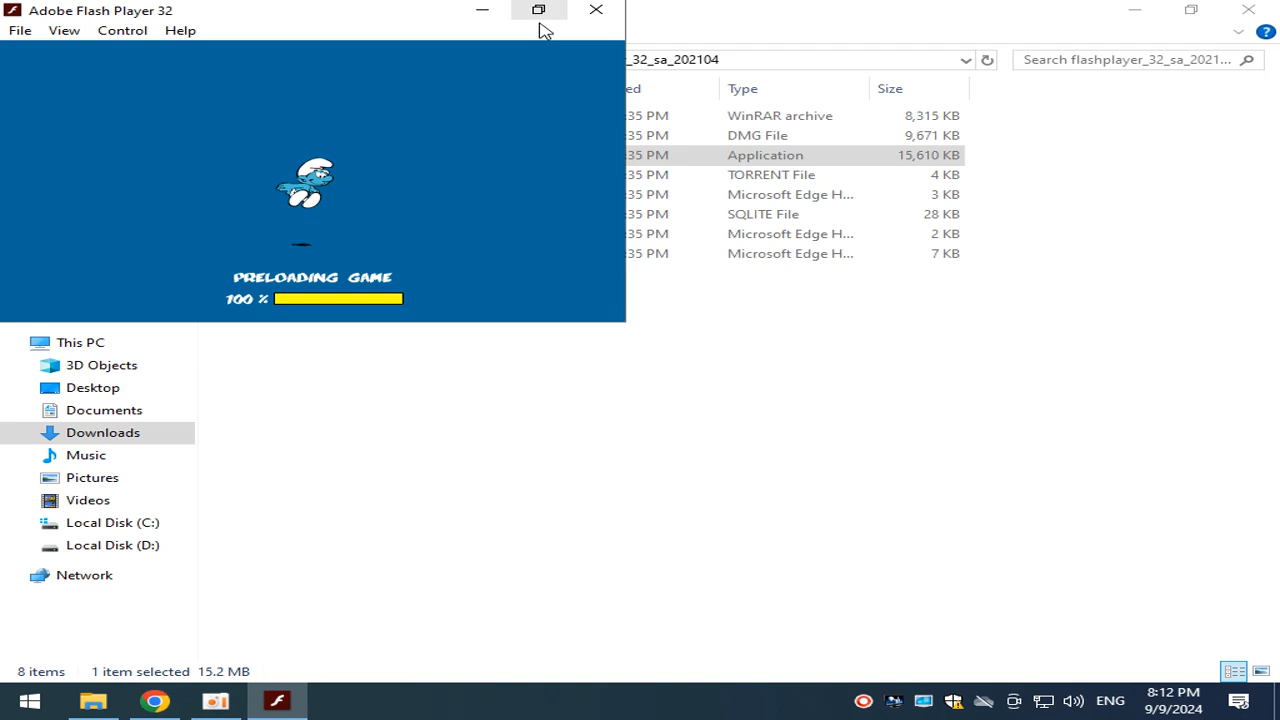 Adobe Flash Player 32
File View Control Help
_32_sa_202104
Search flashplayer_32_sa_2021...
ed Type Size
:35 PM WinRAR archive 8,315 KB
:35 PM DMG File 9,671 KB
:35 PM Application 15,610 KB
:35 PM TORRENT File 4 KB
:35 PM Microsoft Edge H... 3 KB
:35 PM SQLITE File 28 KB
:35 PM Microsoft Edge H... 2 KB
:35 PM Microsoft Edge H... 7 KB
PRELOADING GAME
100 %
This PC
3D Objects
Desktop
Documents
Downloads
Music
Pictures
Videos
Local Disk (C:)
Local Disk (D:)
Network
8 items 1 item selected 15.2 MB
ENG
8:12 PM
9/9/2024